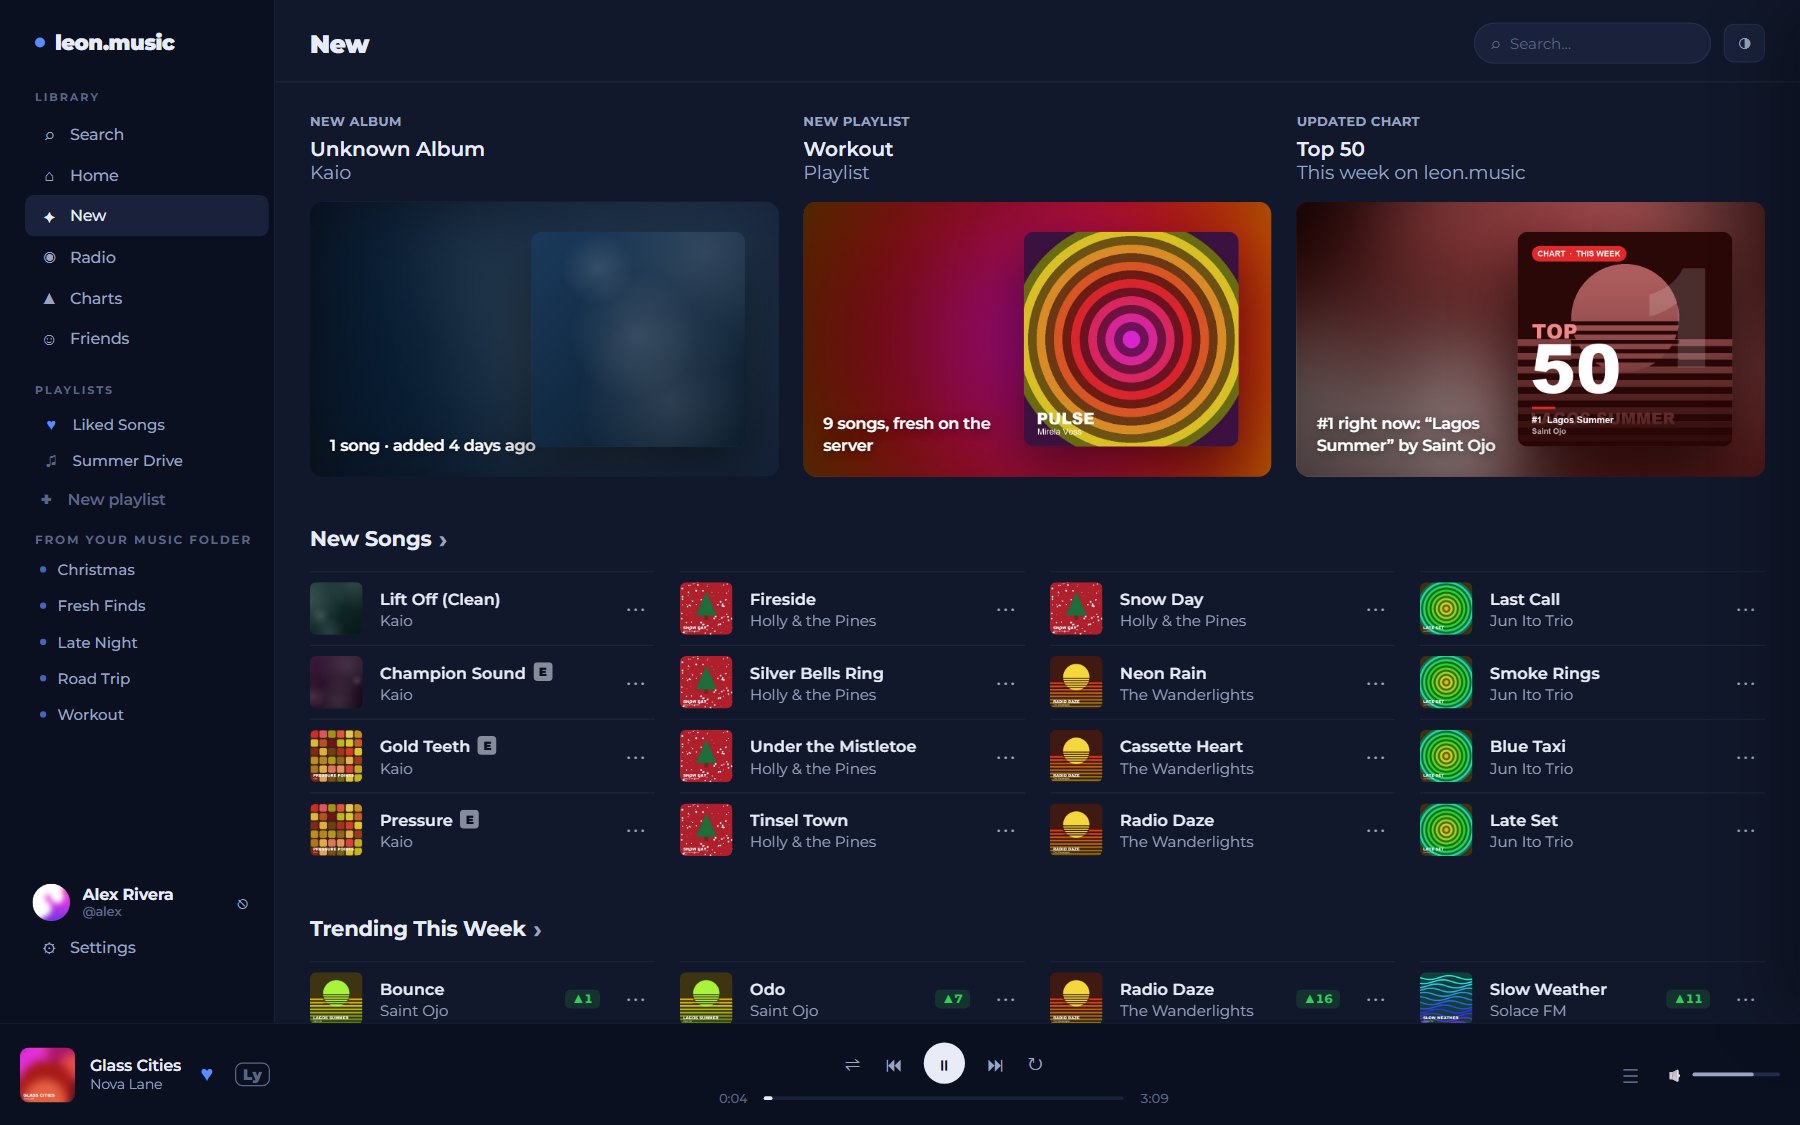 leon.music
LIBRARY
Search
Home
New
Radio
Charts
Friends
PLAYLISTS
Liked Songs
Summer Drive
New playlist
FROM YOUR MUSIC FOLDER
Christmas
Fresh Finds
Late Night
Road Trip
Workout
Alex Rivera
@alex
Settings
New
Search...
NEW ALBUM
Unknown Album
Kaio
1 song · added 4 days ago
NEW PLAYLIST
Workout
Playlist
9 songs, fresh on the
server
PULSE
Mirela Voss
UPDATED CHART
Top 50
This week on leon.music
#1 right now: “Lagos
Summer” by Saint Ojo
CHART · THIS WEEK
1
TOP
50
LAGOS SUMMER
#1 Lagos Summer
Saint Ojo
New Songs ›
Lift Off (Clean)
Kaio
Fireside
Holly & the Pines
Snow Day
Holly & the Pines
Last Call
Jun Ito Trio
Champion Sound E
Kaio
Silver Bells Ring
Holly & the Pines
Neon Rain
The Wanderlights
Smoke Rings
Jun Ito Trio
Gold Teeth E
Kaio
Under the Mistletoe
Holly & the Pines
Cassette Heart
The Wanderlights
Blue Taxi
Jun Ito Trio
Pressure E
Kaio
Tinsel Town
Holly & the Pines
Radio Daze
The Wanderlights
Late Set
Jun Ito Trio
Trending This Week ›
Bounce
Saint Ojo
▲1
Odo
Saint Ojo
▲7
Radio Daze
The Wanderlights
▲16
Slow Weather
Solace FM
▲11
Glass Cities
Nova Lane
Ly
0:04
3:09